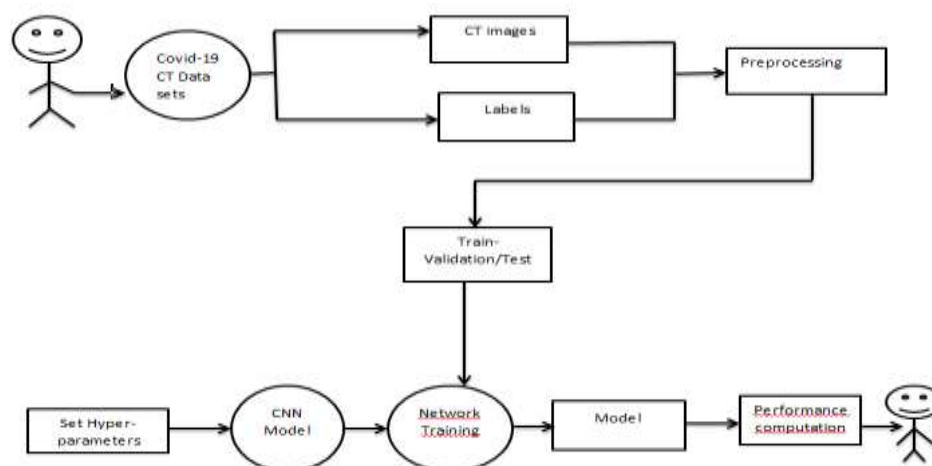 Covid-19
CT Data
sets
CT Images
Labels
Preprocessing
Train-
Validation/Test
Set Hyper-
parameters
CNN
Model
Network
Training
Model
Performance
computation